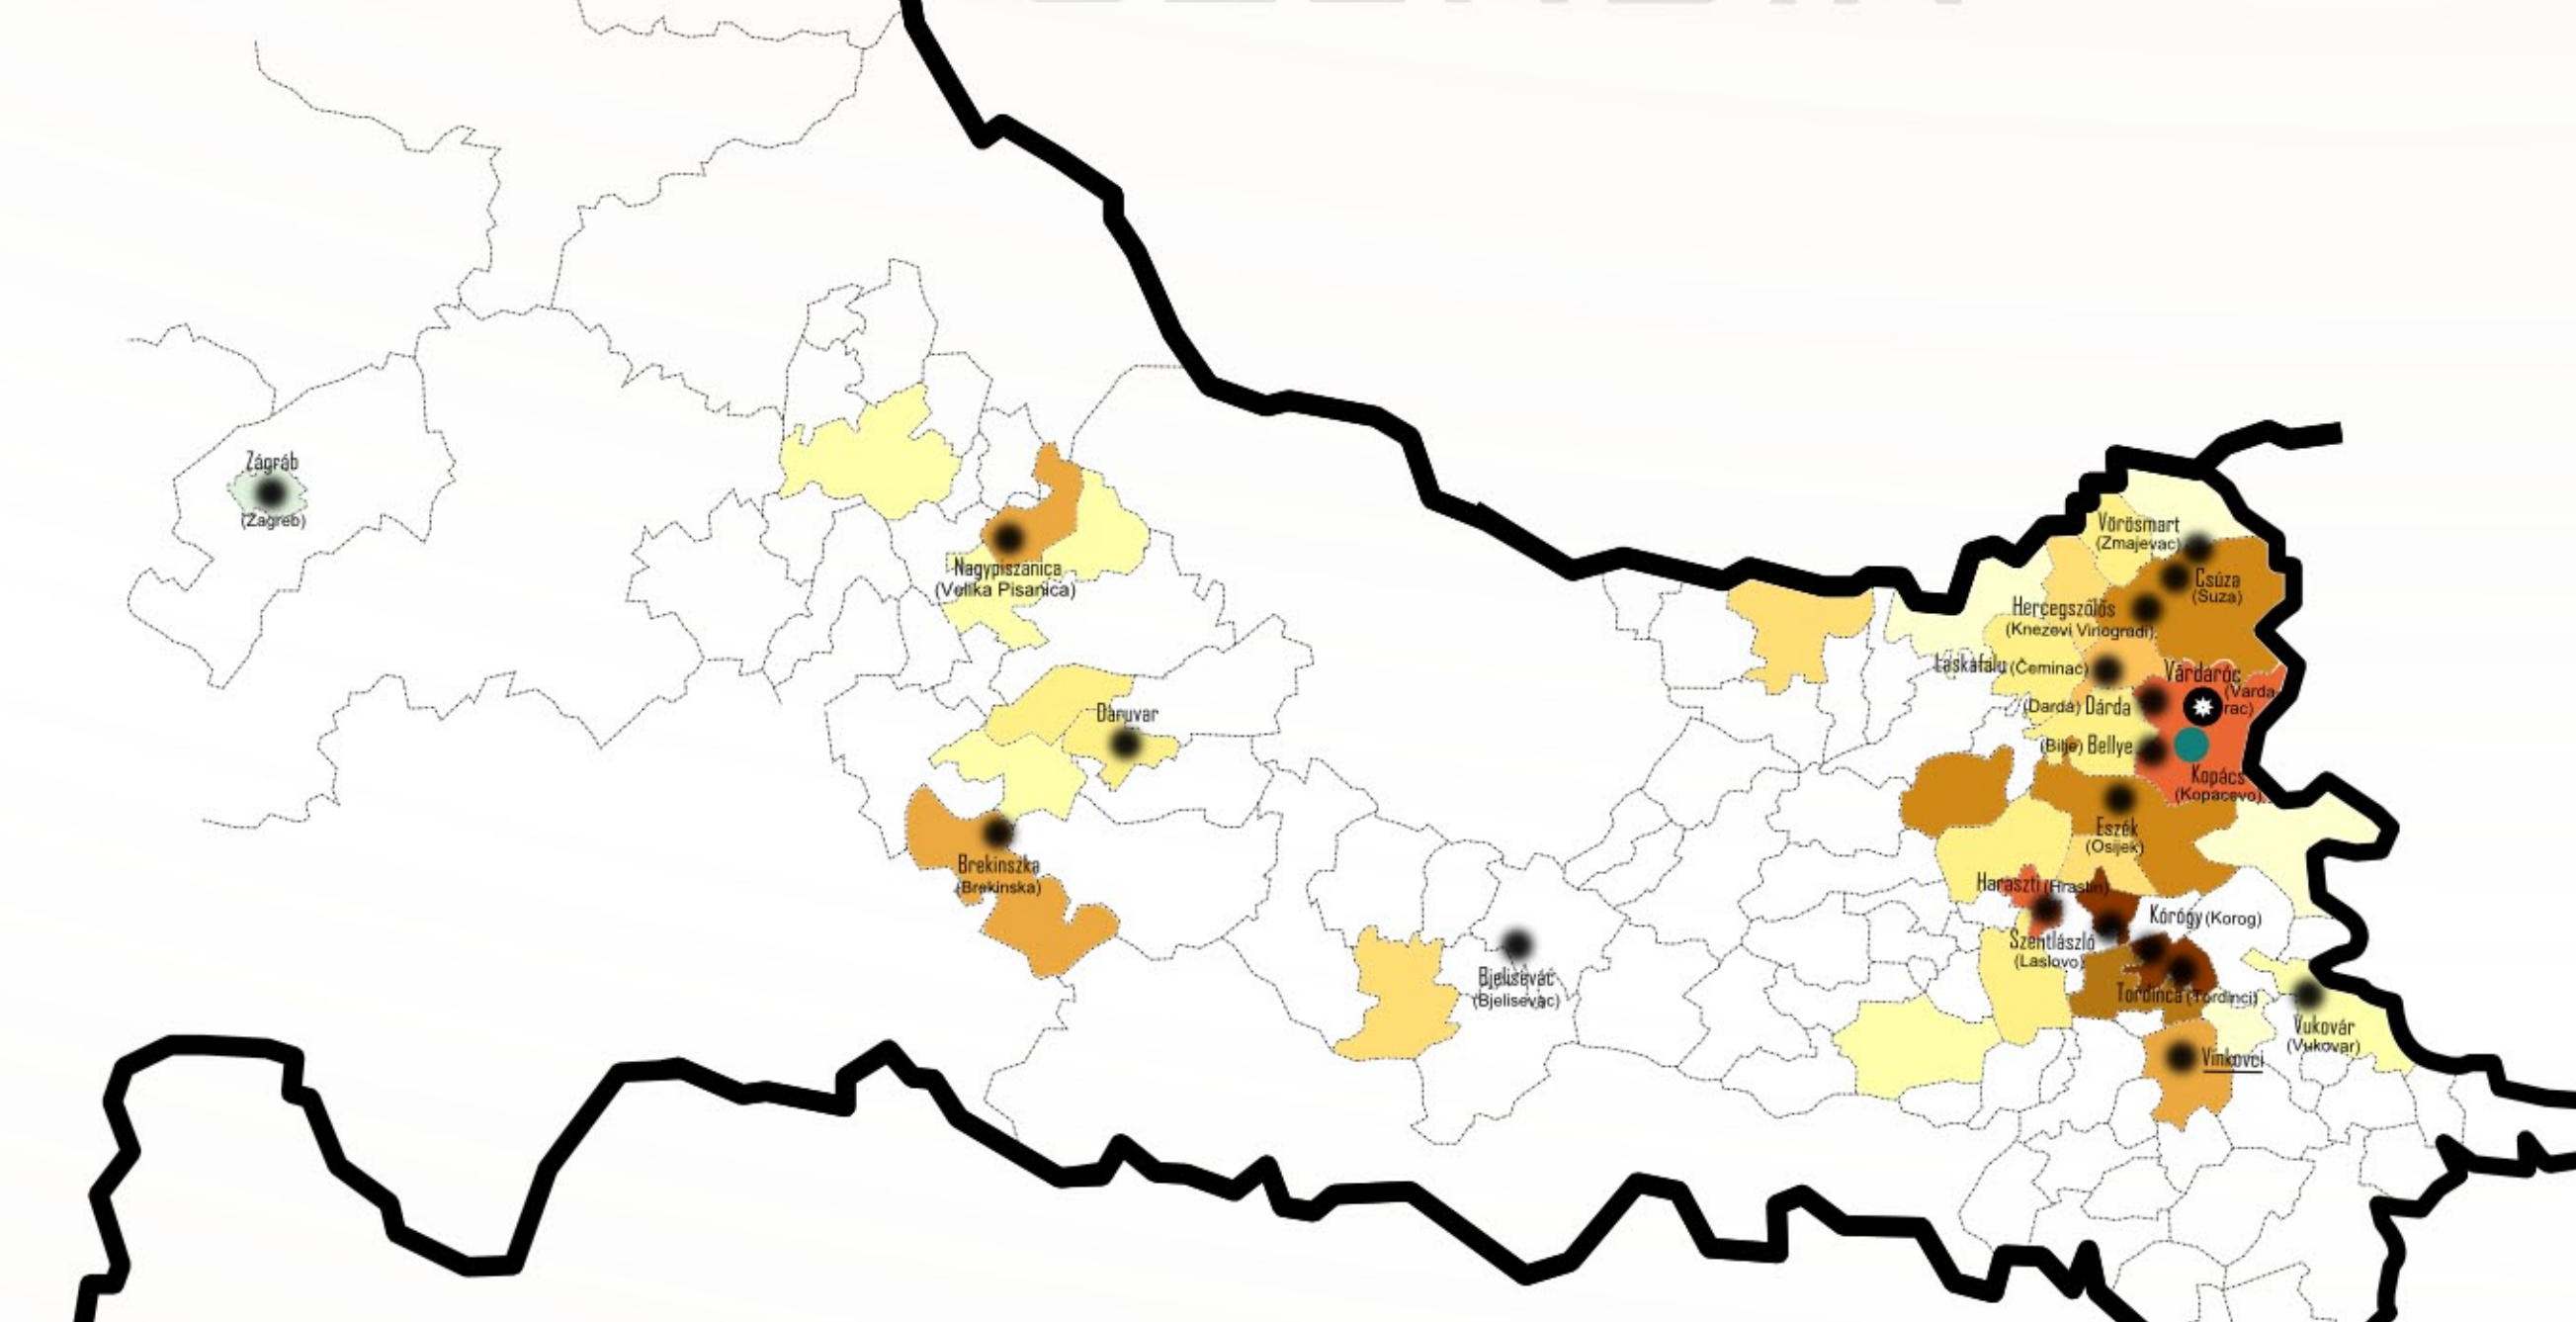 Zágráb
(Zagreb)
Nagypiszanica
(Velika Pisanica)
Daruvar
Brekinszka
(Brekinska)
Bjelisevác
(Bjelisevac)
Vörösmart
(Zmajevac)
Csúza
(Suza)
Hercegszőlős
(Knezevi Vinogradi)
Laskafalu (Čeminac)
Várdaróc
(Varda
rac)
(Darda) Dárda
(Bilje) Bellye
Kopács
(Kopacevo)
Eszék
(Osijek)
Haraszti (Hrastin)
Kórógy (Korog)
Szentlászló
(Laslovo)
Tordinca (Tordinci)
Vukovár
(Vukovar)
Vinkovci